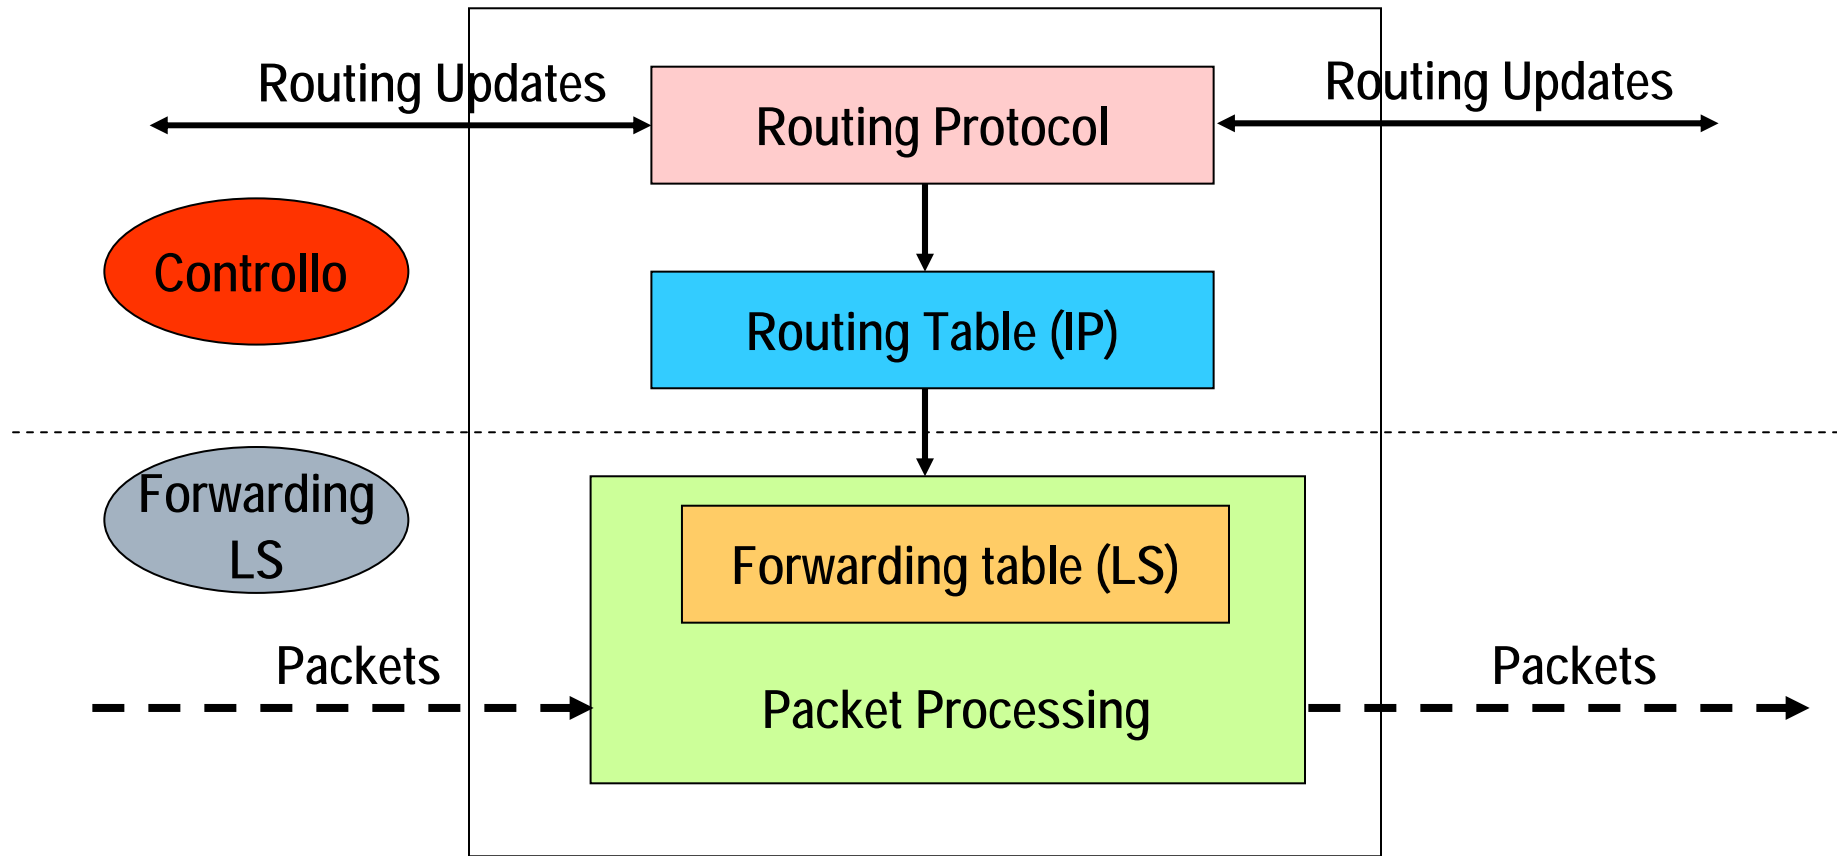 Routing Updates
Routing Protocol
Routing Updates
Controllo
Routing Table (IP)
Forwarding
LS
Forwarding table (LS)
Packets
Packet Processing
Packets